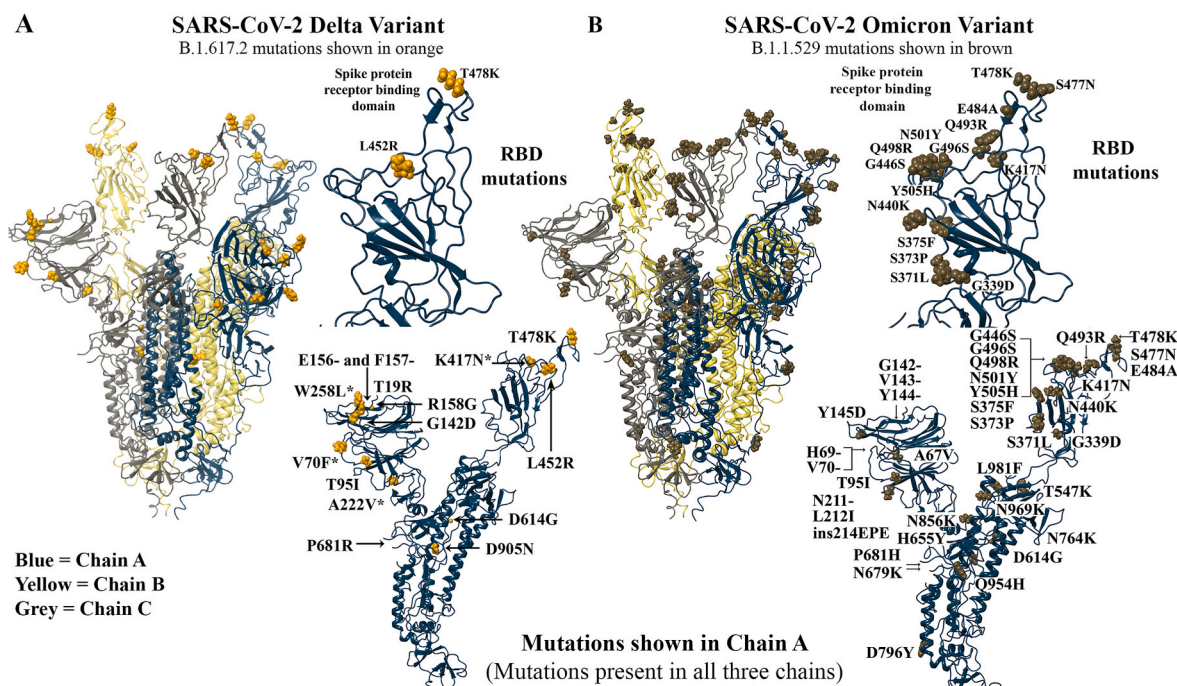 A
SARS-CoV-2 Delta Variant
B.1.617.2 mutations shown in orange
Spike protein
receptor binding
domain
T478K
L452R
RBD
mutations
E156- and F157-
W258L*
T19R
R158G
G142D
V70F*
T95I
A222V*
K417N*
T478K
L452R
D614G
P681R
D905N
Blue = Chain A
Yellow = Chain B
Grey = Chain C
B
SARS-CoV-2 Omicron Variant
B.1.1.529 mutations shown in brown
Spike protein
receptor binding
domain
T478K
S477N
E484A
Q493R
N501Y
Q498R
G496S
G446S
K417N
Y505H
N440K
S375F
S373P
S371L
G339D
RBD
mutations
G446S
G496S
Q498R
N501Y
Y505H
S375F
S373P
S371L
Q493R
T478K
S477N
E484A
K417N
N440K
G339D
G142-
V143-
Y144-
Y145D
H69-
V70-
A67V
T95I
N211-
L212I
ins214EPE
L981F
T547K
N969K
N856K
H655Y
N764K
D614G
P681H
N679K
Q954H
D796Y
Mutations shown in Chain A
(Mutations present in all three chains)